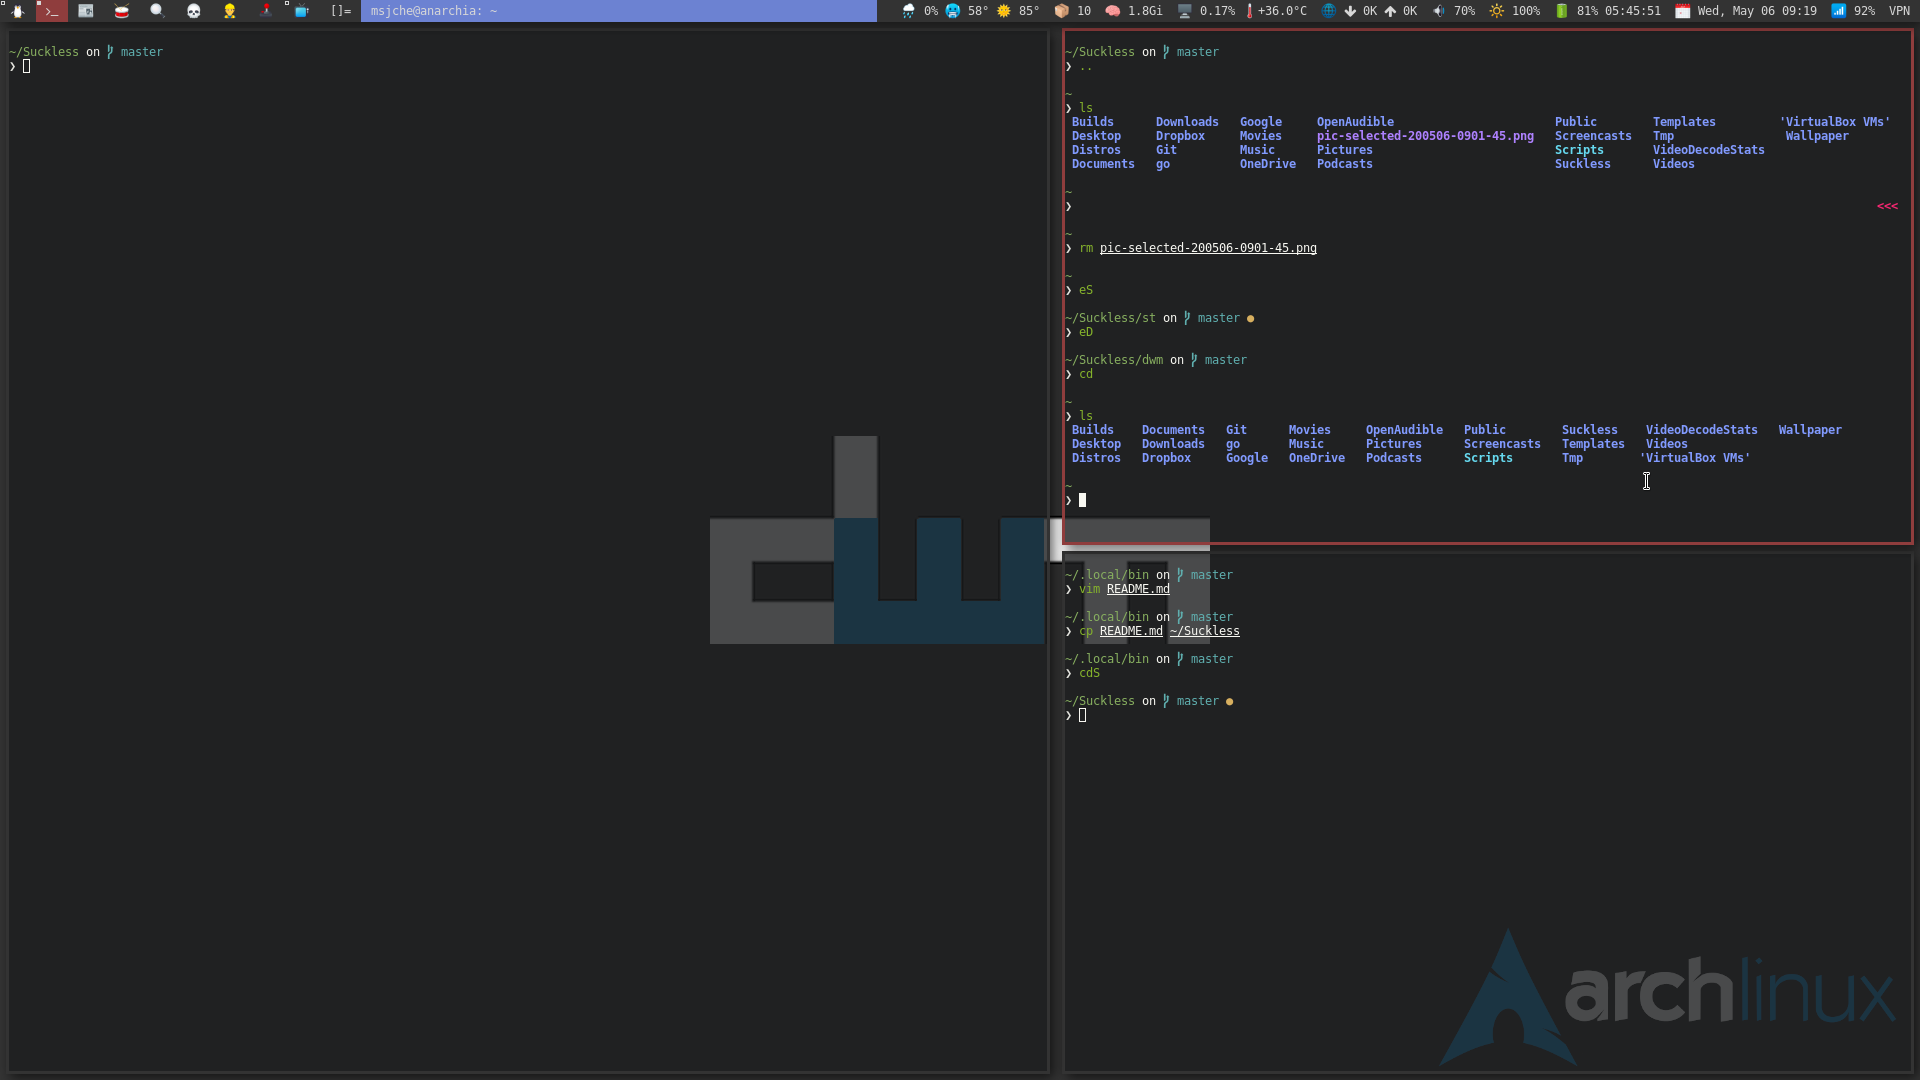 []= msjche@anarchia: ~ 0% 58° 85° 10 1.8Gi 0.17% +36.0°C 0K 0K 70% 100% 81% 05:45:51 Wed, May 06 09:19 92% VPN
~/Suckless on master
❯
~/Suckless on master
❯ ..
~
❯ ls
Builds Downloads Google OpenAudible Public Templates 'VirtualBox VMs'
Desktop Dropbox Movies pic-selected-200506-0901-45.png Screencasts Tmp Wallpaper
Distros Git Music Pictures Scripts VideoDecodeStats
Documents go OneDrive Podcasts Suckless Videos
~
❯ <<<
~
❯ rm pic-selected-200506-0901-45.png
~
❯ eS
~/Suckless/st on master ●
❯ eD
~/Suckless/dwm on master
❯ cd
~
❯ ls
Builds Documents Git Movies OpenAudible Public Suckless VideoDecodeStats Wallpaper
Desktop Downloads go Music Pictures Screencasts Templates Videos
Distros Dropbox Google OneDrive Podcasts Scripts Tmp 'VirtualBox VMs'
~
❯
~/.local/bin on master
❯ vim README.md
~/.local/bin on master
❯ cp README.md ~/Suckless
~/.local/bin on master
❯ cdS
~/Suckless on master ●
❯
dwm
archlinux